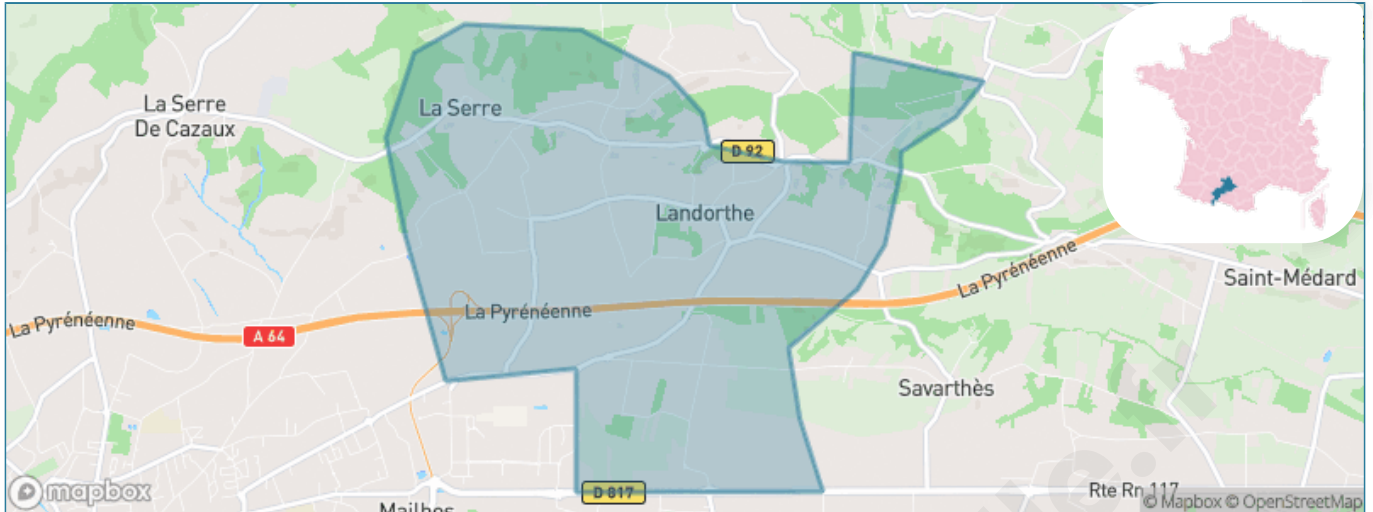 La Serre
De Cazaux
La Serre
D 92
Landorthe
La Pyrénéenne
Saint-Médard
La Pyrénéenne
La Pyrénéenne
A 64
Savarthès
D 817
Rte Rn 117
mapbox
© Mapbox © OpenStreetMap